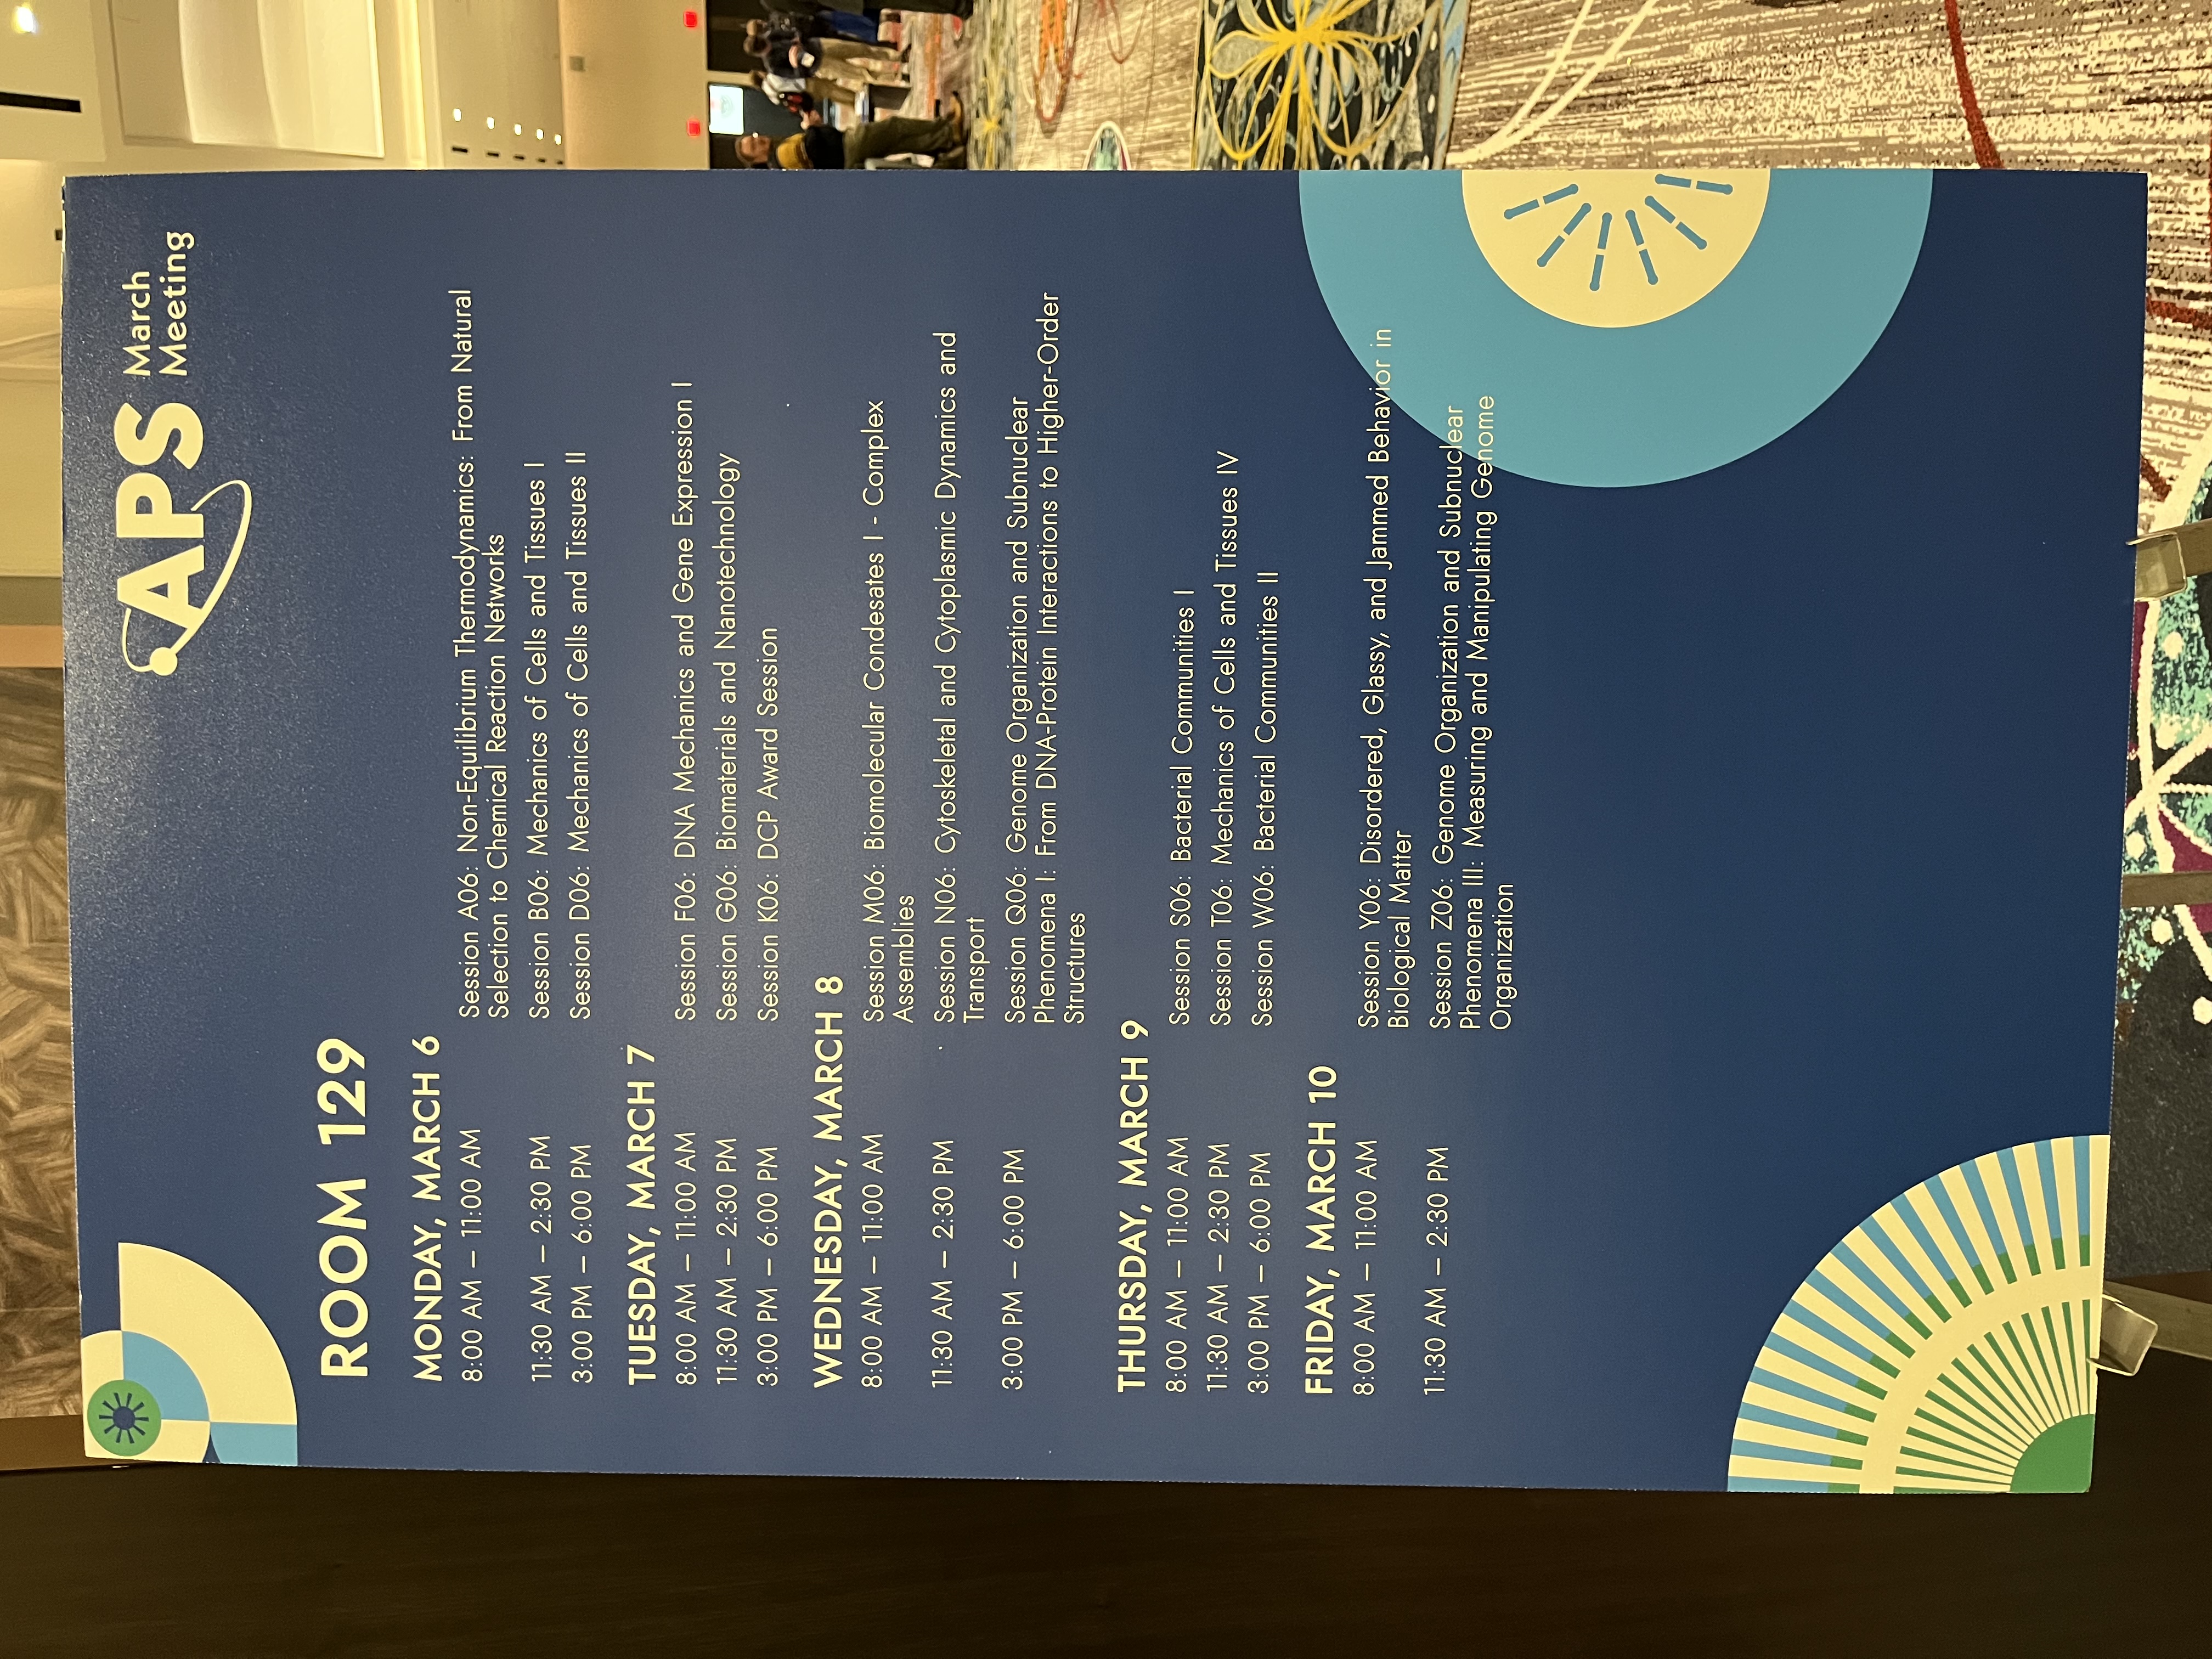 APS March
Meeting
ROOM 129
MONDAY, MARCH 6
8:00 AM – 11:00 AM Session A06: Non-Equilibrium Thermodynamics: From Natural
Selection to Chemical Reaction Networks
11:30 AM – 2:30 PM Session B06: Mechanics of Cells and Tissues I
3:00 PM – 6:00 PM Session D06: Mechanics of Cells and Tissues II
TUESDAY, MARCH 7
8:00 AM – 11:00 AM Session F06: DNA Mechanics and Gene Expression I
11:30 AM – 2:30 PM Session G06: Biomaterials and Nanotechnology
3:00 PM – 6:00 PM Session K06: DCP Award Session
WEDNESDAY, MARCH 8
8:00 AM – 11:00 AM Session M06: Biomolecular Condesates I - Complex
Assemblies
11:30 AM – 2:30 PM Session N06: Cytoskeletal and Cytoplasmic Dynamics and
Transport
3:00 PM – 6:00 PM Session Q06: Genome Organization and Subnuclear
Phenomena I: From DNA-Protein Interactions to Higher-Order
Structures
THURSDAY, MARCH 9
8:00 AM – 11:00 AM Session S06: Bacterial Communities I
11:30 AM – 2:30 PM Session T06: Mechanics of Cells and Tissues IV
3:00 PM – 6:00 PM Session W06: Bacterial Communities II
FRIDAY, MARCH 10
8:00 AM – 11:00 AM Session Y06: Disordered, Glassy, and Jammed Behavior in
Biological Matter
11:30 AM – 2:30 PM Session Z06: Genome Organization and Subnuclear
Phenomena III: Measuring and Manipulating Genome
Organization